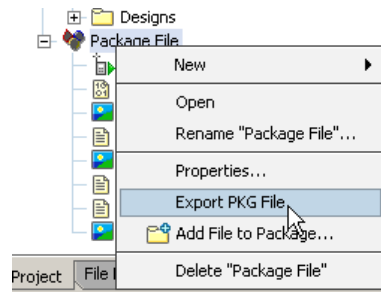 Designs
Package File
New
Open
Rename "Package File"...
Properties...
Export PKG File
Add File to Package...
Delete "Package File"
Project
File